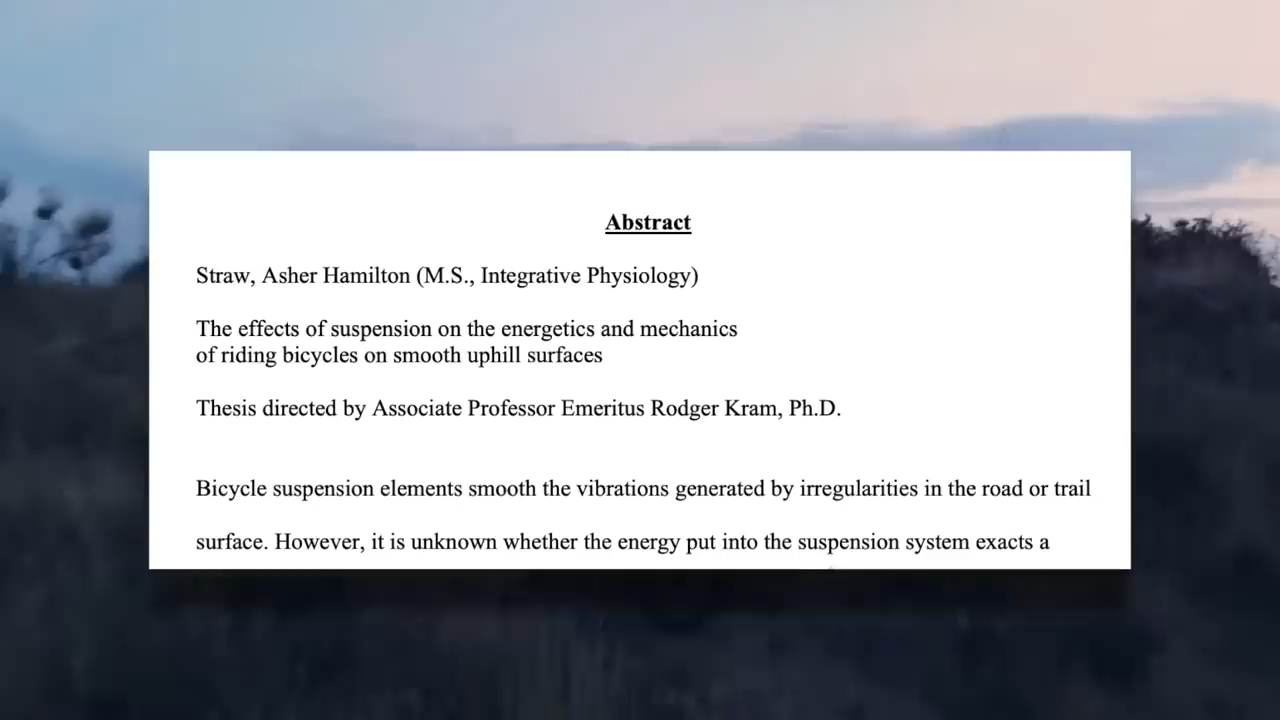 Abstract
Straw, Asher Hamilton (M.S., Integrative Physiology)
The effects of suspension on the energetics and mechanics
of riding bicycles on smooth uphill surfaces
Thesis directed by Associate Professor Emeritus Rodger Kram, Ph.D.
Bicycle suspension elements smooth the vibrations generated by irregularities in the road or trail
surface. However, it is unknown whether the energy put into the suspension system exacts a